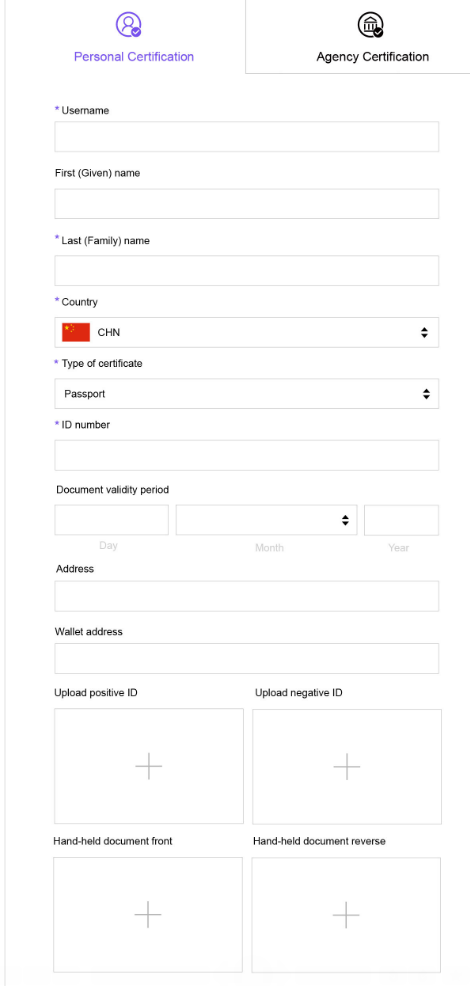 Personal Certification
Agency Certification
* Username
First (Given) name
* Last (Family) name
* Country
CHN
* Type of certificate
Passport
* ID number
Document validity period
Day Month Year
Address
Wallet address
Upload positive ID Upload negative ID
Hand-held document front Hand-held document reverse